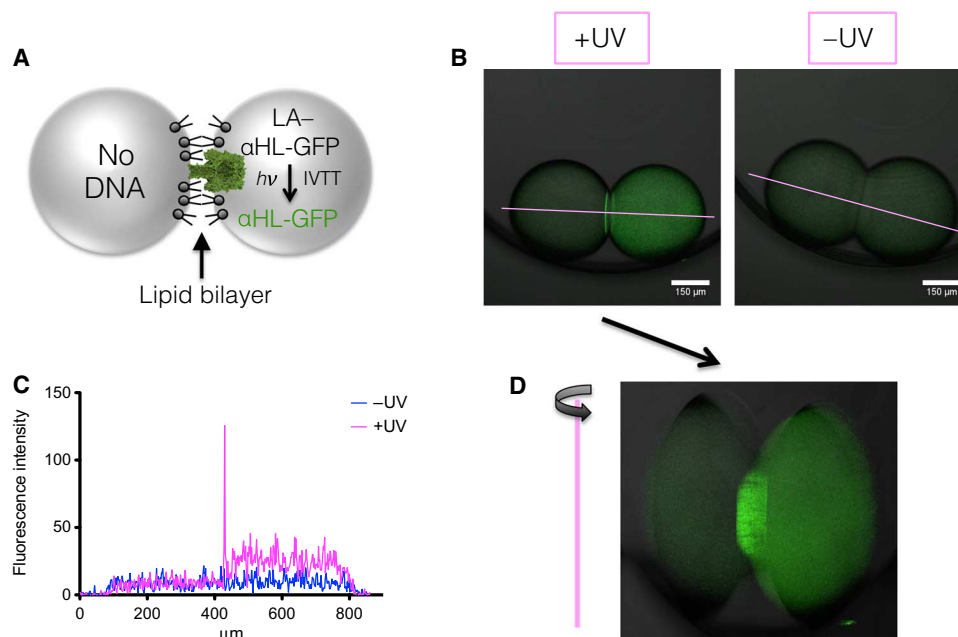 A
No
DNA
LA–
αHL-GFP
hν
IVTT
αHL-GFP
Lipid bilayer
+UV
–UV
B
150 µm
150 µm
C
Fluorescence intensity
150
100
50
0
0
200
400
600
800
µm
–UV
+UV
D